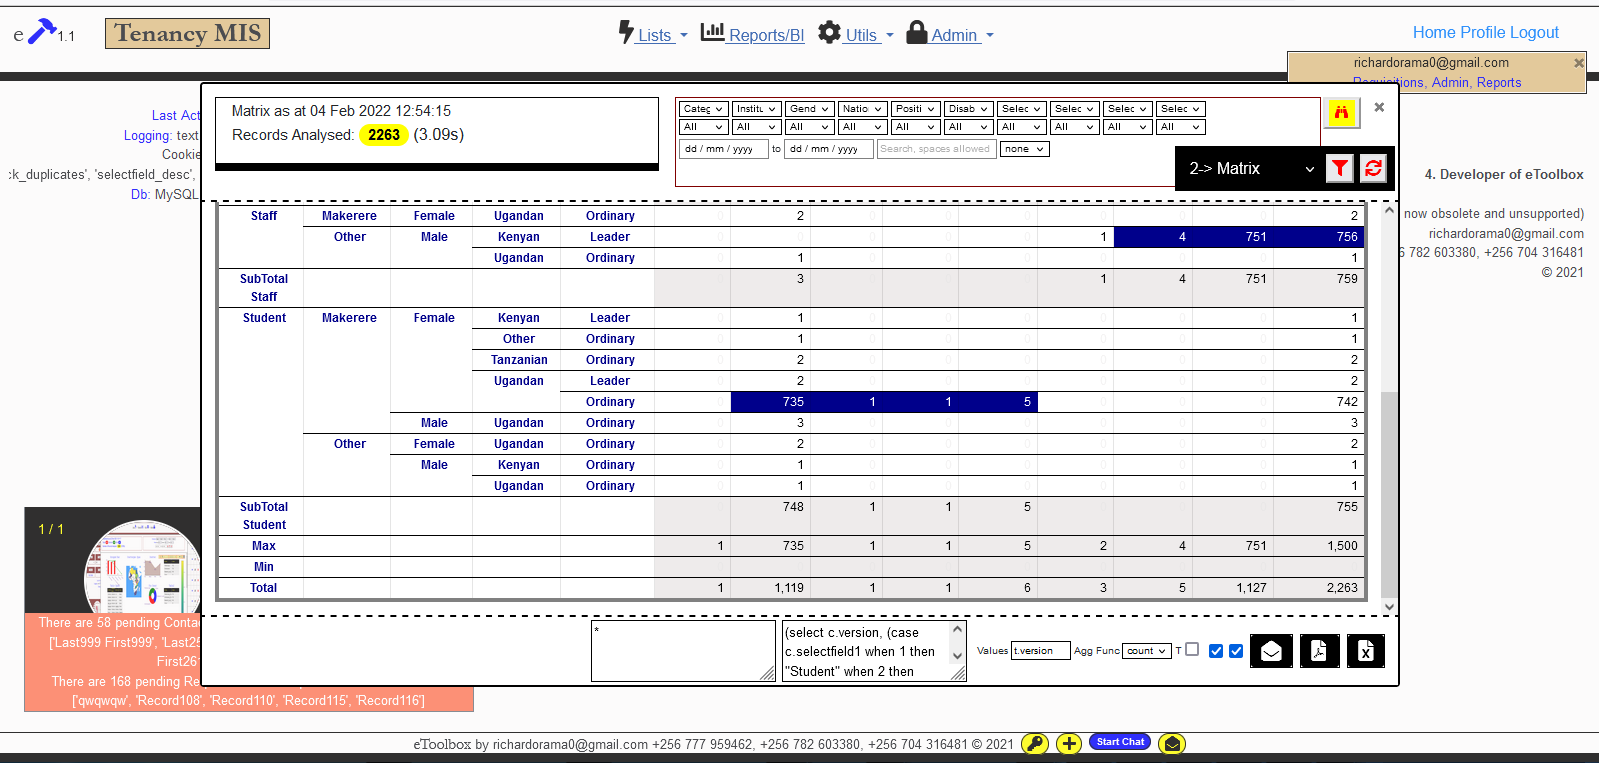 e 1.1 Tenancy MIS Lists Reports/BI Utils Admin Home Profile Logout
richardorama0@gmail.com
Requisitions, Admin, Reports
Last Act
Logging: text
Cookie
ck_duplicates', 'selectfield_desc',
Db: MySQL
4. Developer of eToolbox
now obsolete and unsupported)
richardorama0@gmail.com
782 603380, +256 704 316481
© 2021
Matrix as at 04 Feb 2022 12:54:15
Records Analysed: 2263 (3.09s)
Categ Institu Gend Natio Positi Disab Selec Selec Selec Selec
All All All All All All All All All All
dd / mm / yyyy to dd / mm / yyyy Search, spaces allowed none
2-> Matrix
Staff Makerere Female Ugandan Ordinary 0 2 0 0 0 0 0 0 2
Other Male Kenyan Leader 0 0 0 0 0 1 4 751 756
Ugandan Ordinary 0 1 0 0 0 0 0 0 1
SubTotal Staff 3 1 4 751 759
Student Makerere Female Kenyan Leader 0 1 0 0 0 0 0 0 1
Other Ordinary 0 1 0 0 0 0 0 0 1
Tanzanian Ordinary 0 2 0 0 0 0 0 0 2
Ugandan Leader 0 2 0 0 0 0 0 0 2
Ordinary 0 735 1 1 5 0 0 0 742
Male Ugandan Ordinary 0 3 0 0 0 0 0 0 3
Other Female Ugandan Ordinary 0 2 0 0 0 0 0 0 2
Male Kenyan Ordinary 0 1 0 0 0 0 0 0 1
Ugandan Ordinary 0 1 0 0 0 0 0 0 1
SubTotal Student 748 1 1 5 755
Max 1 735 1 1 5 2 4 751 1,500
Min
Total 1 1,119 1 1 6 3 5 1,127 2,263
1 / 1
There are 58 pending Conta
['Last999 First999', 'Last25
First261
There are 168 pending Re
['qwqwqw', 'Record108', 'Record110', 'Record115', 'Record116']
*
(select c.version, (case
c.selectfield1 when 1 then
"Student" when 2 then
Values t.version Agg Func count T
eToolbox by richardorama0@gmail.com +256 777 959462, +256 782 603380, +256 704 316481 © 2021 Start Chat